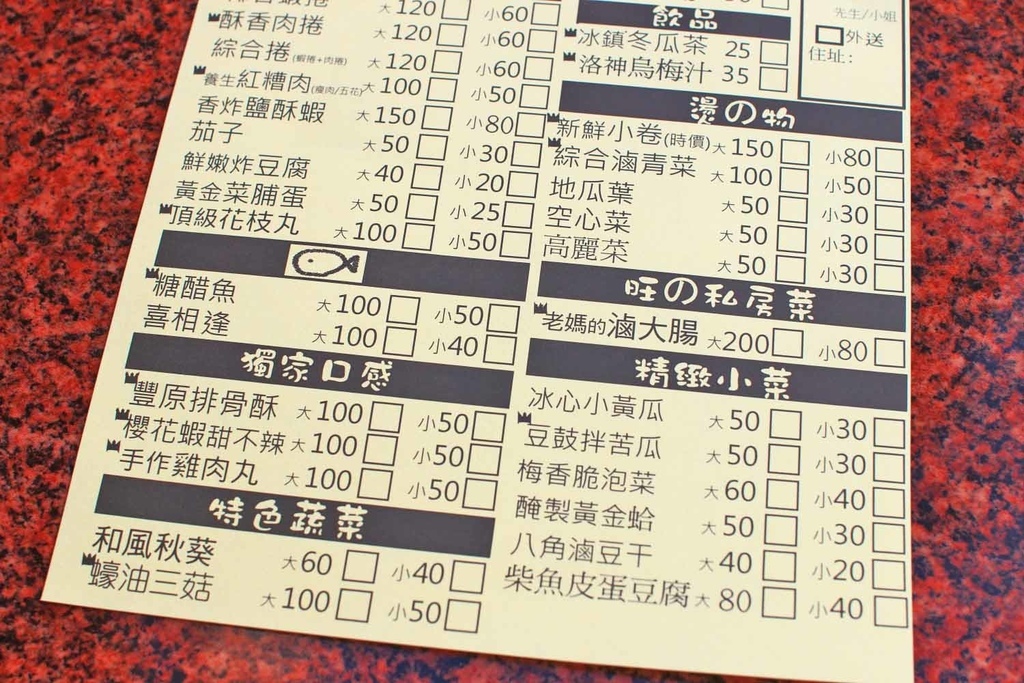 大120 小60
酥香肉捲 大120 小60
綜合捲(蝦捲+肉捲) 大120 小60
養生紅糟肉(瘦肉/五花) 大100 小50
香炸鹽酥蝦 大150 小80
茄子 大50 小30
鮮嫩炸豆腐 大40 小20
黃金菜脯蛋 大50 小25
頂級花枝丸 大100 小50
糖醋魚 大100 小50
喜相逢 大100 小40
獨家口感
豐原排骨酥 大100 小50
櫻花蝦甜不辣 大100 小50
手作雞肉丸 大100 小50
特色蔬菜
和風秋葵 大60 小40
蠔油三菇 大100 小50
飲品
冰鎮冬瓜茶 25
洛神烏梅汁 35
先生/小姐
外送
住址:
燙の物
新鮮小卷(時價) 大150 小80
綜合滷青菜 大100 小50
地瓜葉 大50 小30
空心菜 大50 小30
高麗菜 大50 小30
旺の私房菜
老媽的滷大腸 大200 小80
精緻小菜
冰心小黃瓜 大50 小30
豆鼓拌苦瓜 大50 小30
梅香脆泡菜 大60 小40
醃製黃金蛤 大50 小30
八角滷豆干 大40 小20
柴魚皮蛋豆腐 大80 小40